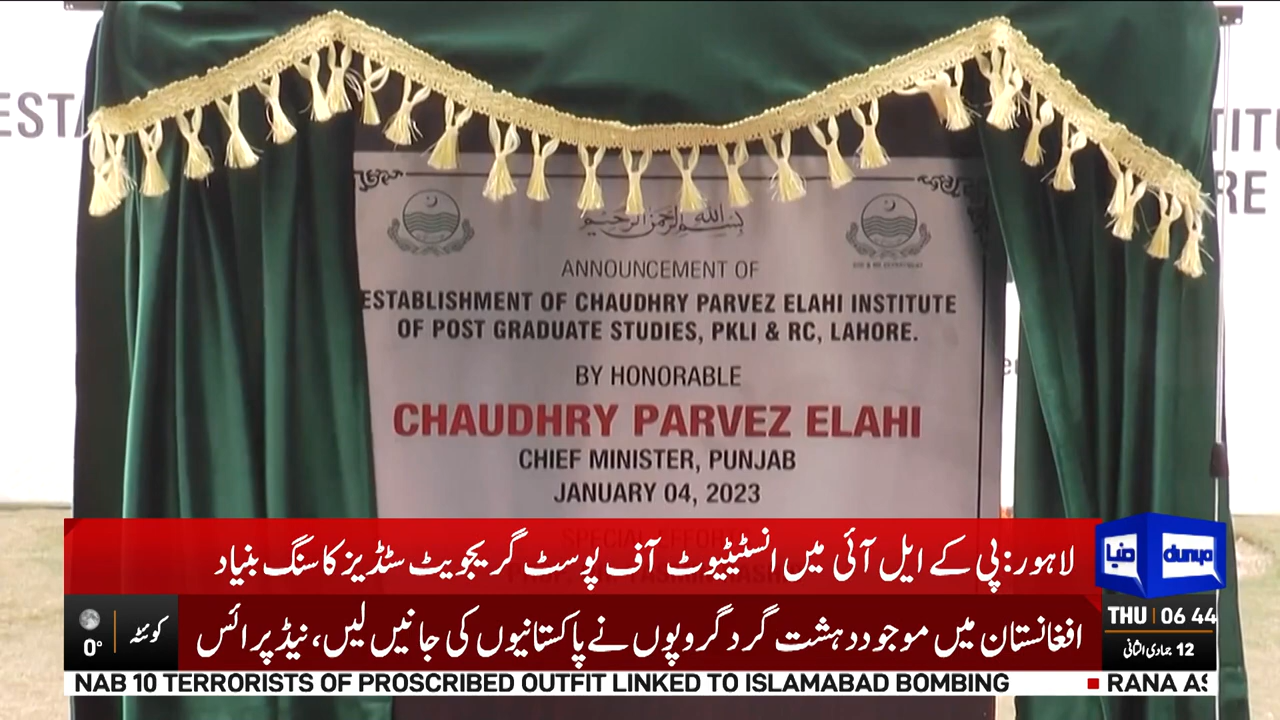 بسم اللہ الرحمن الرحیم
ANNOUNCEMENT OF
ESTABLISHMENT OF CHAUDHRY PARVEZ ELAHI INSTITUTE
OF POST GRADUATE STUDIES, PKLI & RC, LAHORE.
BY HONORABLE
CHAUDHRY PARVEZ ELAHI
CHIEF MINISTER, PUNJAB
JANUARY 04, 2023
لاہور: پی کے ایل آئی میں انسٹیٹیوٹ آف پوسٹ گریجویٹ سٹڈیز کا سنگ بنیاد
دنیا dunya
افغانستان میں موجود دہشت گرد گروپوں نے پاکستانیوں کی جانیں لیں، نیڈ پرائس
کوئٹہ 0°
THU 06 44
12 جمادی الثانی
NAB 10 TERRORISTS OF PROSCRIBED OUTFIT LINKED TO ISLAMABAD BOMBING ■ RANA AS